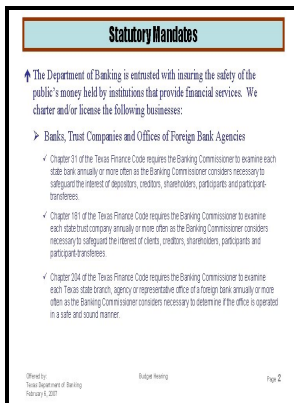 Statutory Mandates
The Department of Banking is entrusted with insuring the safety of the
public's money held by institutions that provide financial services. We
charter and/or license the following businesses:
Banks, Trust Companies and Offices of Foreign Bank Agencies
Chapter 31 of the Texas Finance Code requires the Banking Commissioner to examine each
state bank annually or more often as the Banking Commissioner considers necessary to
safeguard the interest of depositors, creditors, shareholders, participants and participant-
transferees.
Chapter 181 of the Texas Finance Code requires the Banking Commissioner to examine
each state trust company annually or more often as the Banking Commissioner considers
necessary to safeguard the interest of clients, creditors, shareholders, participants and
participant-transferees.
Chapter 204 of the Texas Finance Code requires the Banking Commissioner to examine
each Texas state branch, agency or representative office of a foreign bank annually or more
often as the Banking Commissioner considers necessary to determine if the office is operated
in a safe and sound manner.
Offered by:
Texas Department of Banking
February 6, 2007
Budget Hearing
Page 2